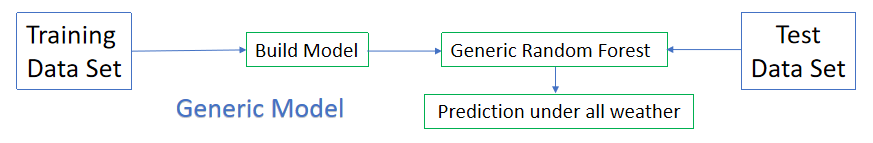 Training
Data Set
Build Model
Generic Random Forest
Test
Data Set
Generic Model
Prediction under all weather